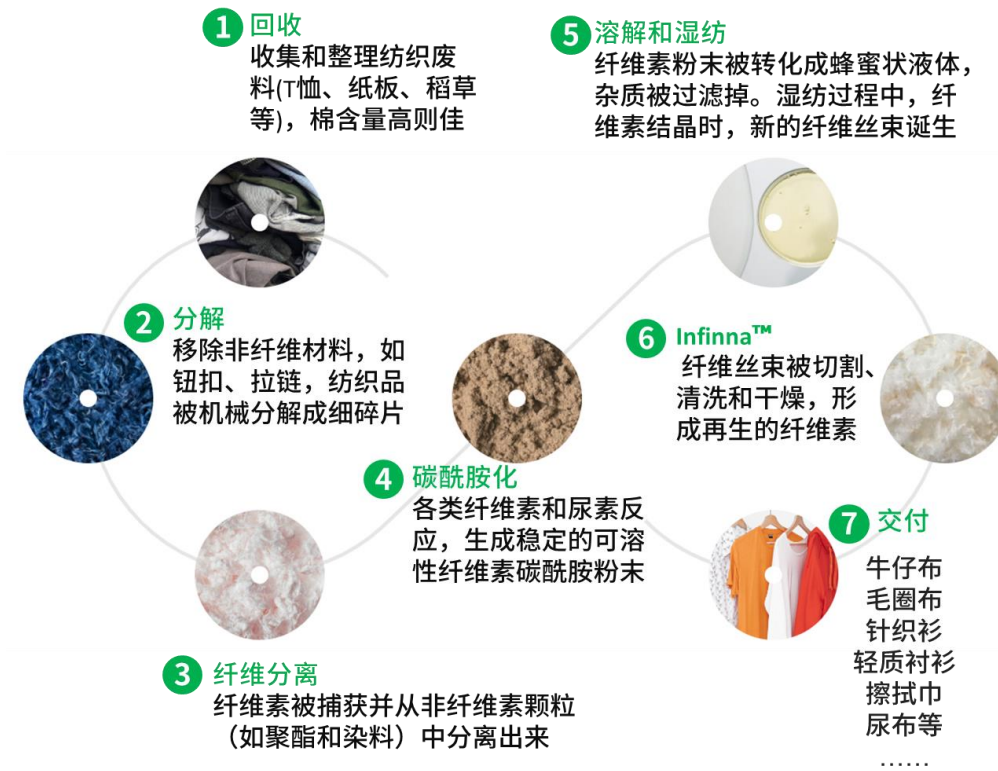 1 回收
收集和整理纺织废
料(T恤、纸板、稻草
等)，棉含量高则佳
2 分解
移除非纤维材料，如
钮扣、拉链，纺织品
被机械分解成细碎片
3 纤维分离
纤维素被捕获并从非纤维素颗粒
（如聚酯和染料）中分离出来
4 碳酰胺化
各类纤维素和尿素反
应，生成稳定的可溶
性纤维素碳酰胺粉末
5 溶解和湿纺
纤维素粉末被转化成蜂蜜状液体，
杂质被过滤掉。湿纺过程中，纤
维素结晶时，新的纤维丝束诞生
6 Infinna™
纤维丝束被切割、
清洗和干燥，形
成再生的纤维素
7 交付
牛仔布
毛圈布
针织衫
轻质衬衫
擦拭巾
尿布等
……